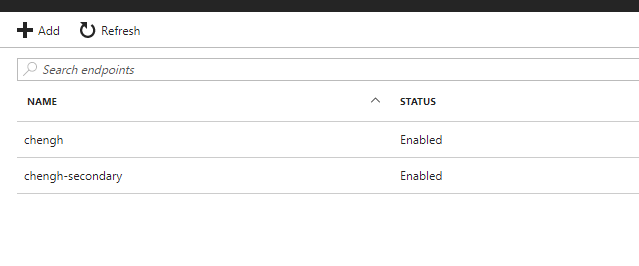 Add Refresh
Search endpoints
NAME STATUS
chengh Enabled
chengh-secondary Enabled